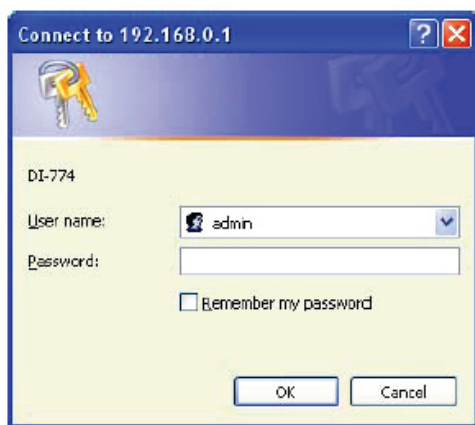 Connect to 192.168.0.1
DI-774
User name: admin
Password:
Remember my password
OK Cancel